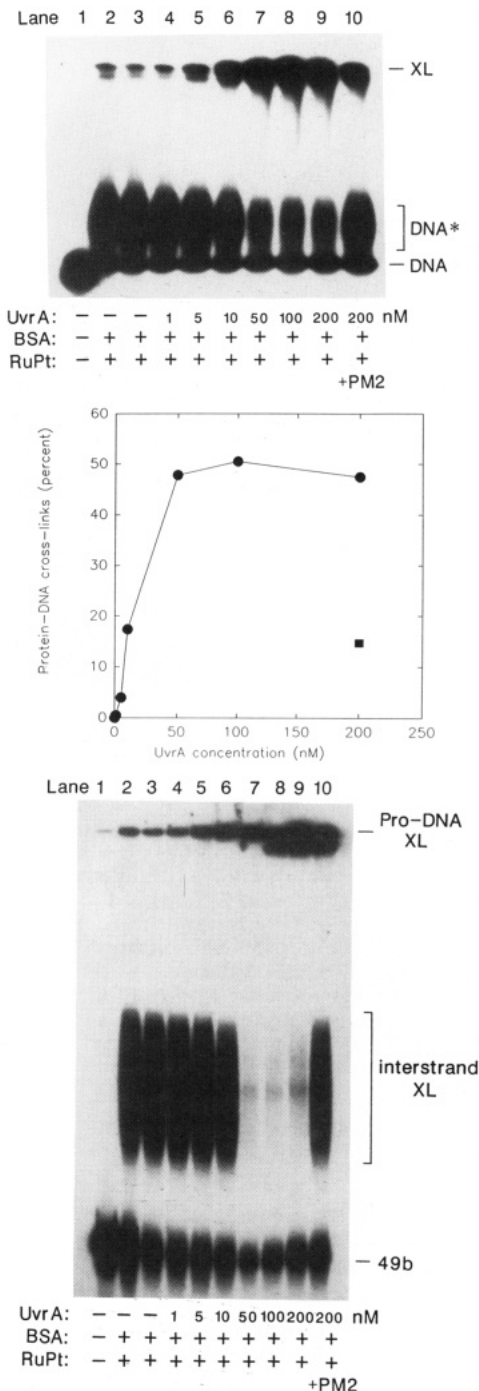 Lane 1 2 3 4 5 6 7 8 9 10
– XL
DNA*
– DNA
UvrA: – – – 1 5 10 50 100 200 200 nM
BSA: – + + + + + + + + +
RuPt: – + + + + + + + + +
+PM2
Protein-DNA cross-links (percent)
60
50
40
30
20
10
0
0 50 100 150 200 250
UvrA concentration (nM)
Lane 1 2 3 4 5 6 7 8 9 10
Pro-DNA
– XL
interstrand
XL
– 49b
UvrA: – – – 1 5 10 50 100 200 200 nM
BSA: – + + + + + + + + +
RuPt: – + + + + + + + + +
+PM2